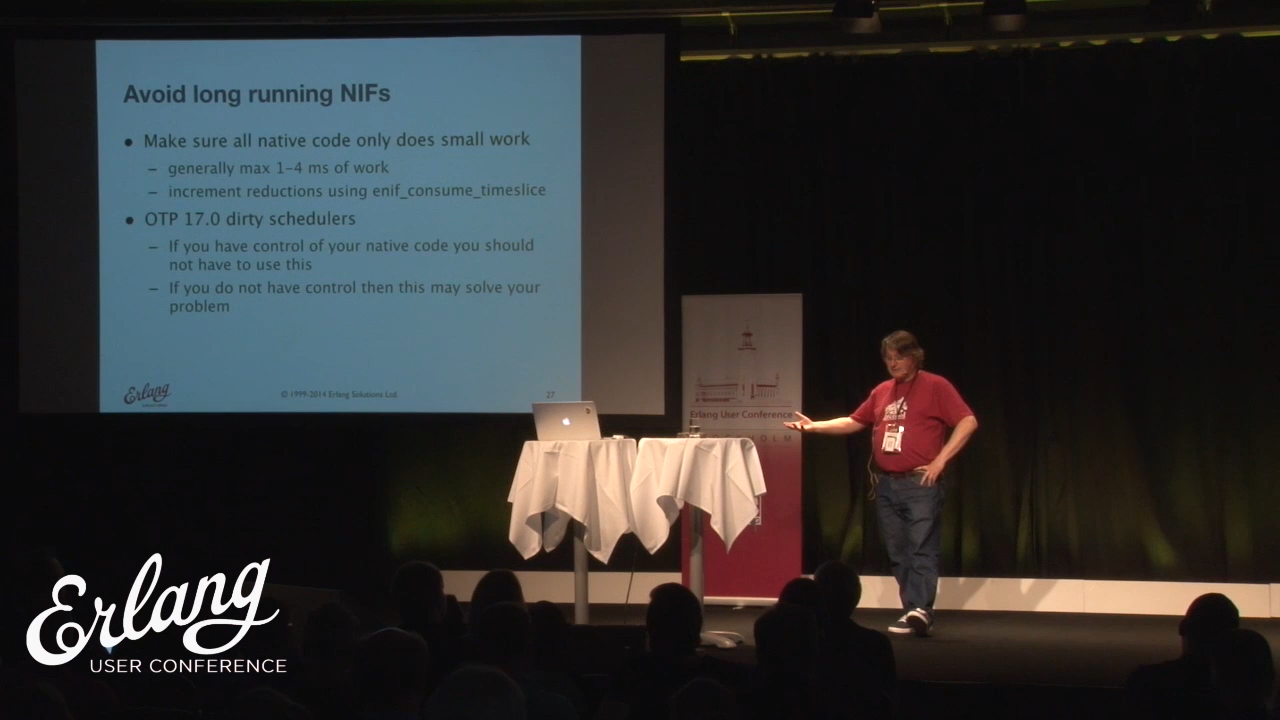 Avoid long running NIFs
• Make sure all native code only does small work
– generally max 1–4 ms of work
– increment reductions using enif_consume_timeslice
• OTP 17.0 dirty schedulers
– If you have control of your native code you should
not have to use this
– If you do not have control then this may solve your
problem
Erlang
© 1999-2014 Erlang Solutions Ltd
27
Erlang User Conference
OLM
Erlang
USER CONFERENCE